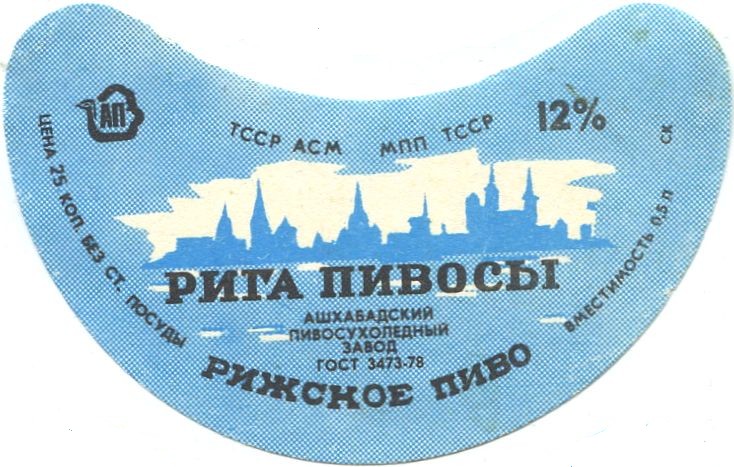 АП
ТССР АСМ МПП ТССР
12%
СК
ЦЕНА 25 КОП. БЕЗ СТ. ПОСУДЫ
РИГА ПИВОСЫ
АШХАБАДСКИЙ
ПИВОСУХОЛЕДНЫЙ
ЗАВОД
ГОСТ 3473-78
ВМЕСТИМОСТЬ 0,5 Л
РИЖСКОЕ ПИВО